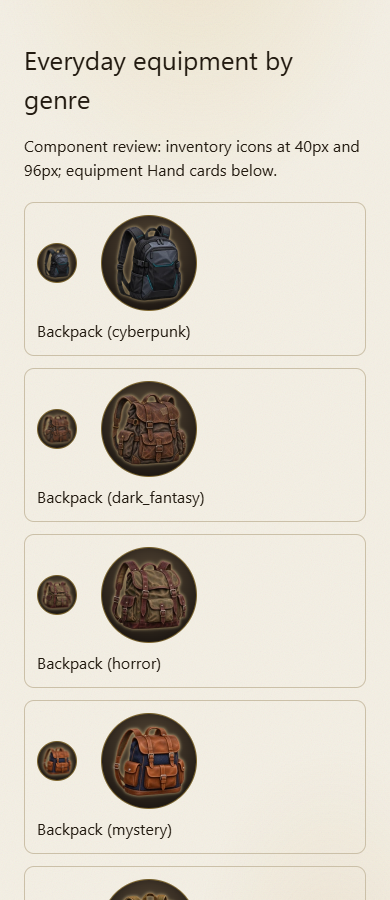 Everyday equipment by
genre
Component review: inventory icons at 40px and
96px; equipment Hand cards below.
Backpack (cyberpunk)
Backpack (dark_fantasy)
Backpack (horror)
Backpack (mystery)